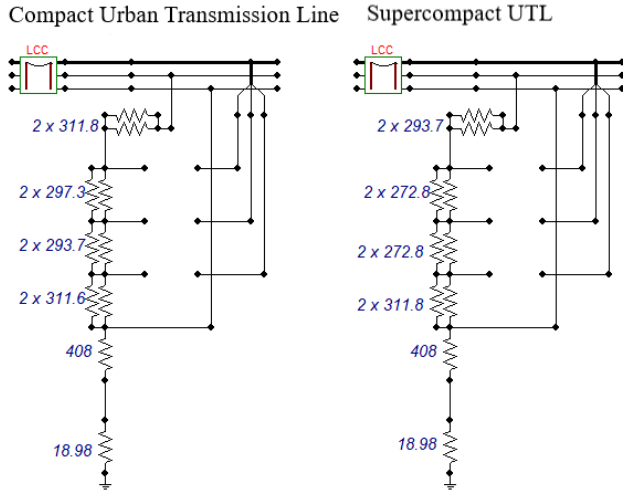 Compact Urban Transmission Line
LCC
2 x 311.8
2 x 297.3
2 x 293.7
2 x 311.6
408
18.98
Supercompact UTL
LCC
2 x 293.7
2 x 272.8
2 x 272.8
2 x 311.8
408
18.98